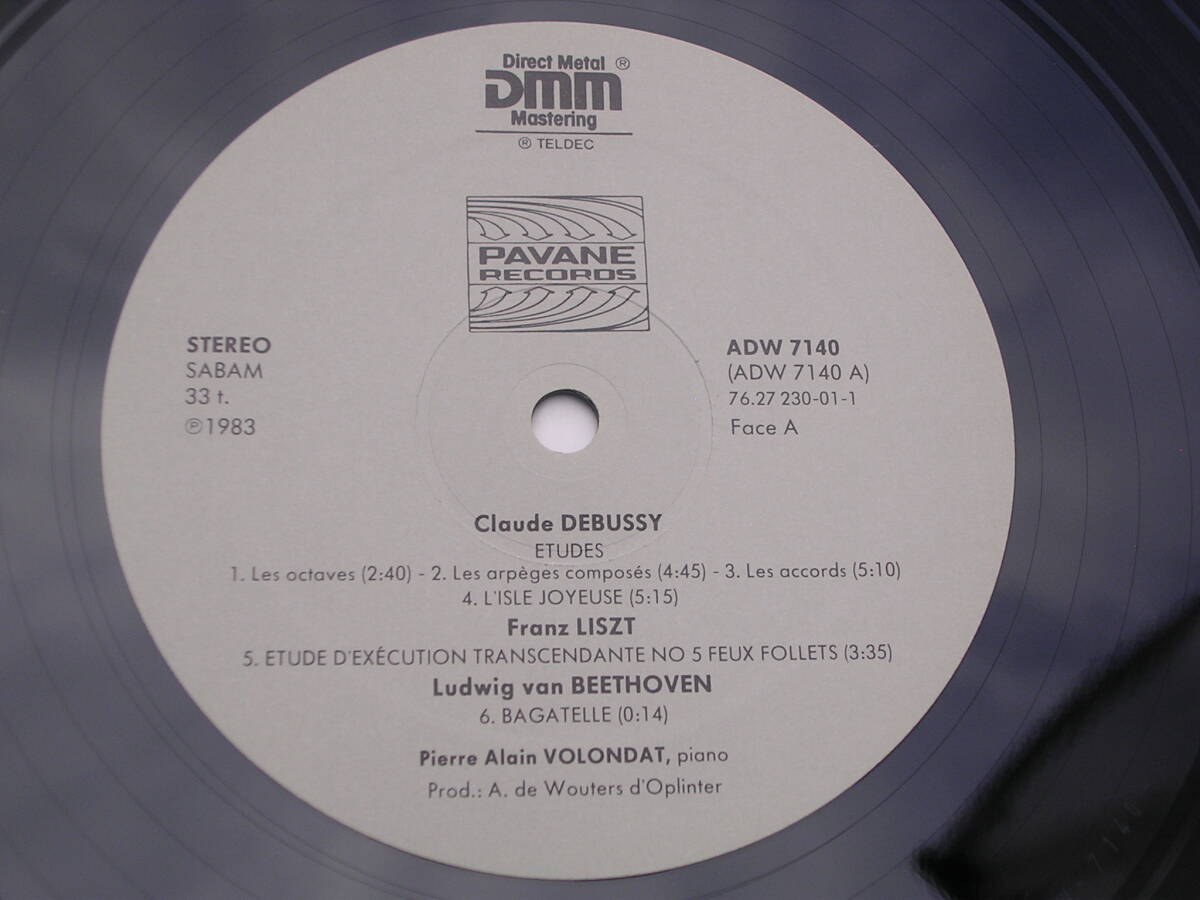 Direct Metal ®
DMM
Mastering
® TELDEC
PAVANE
RECORDS
STEREO
SABAM
33 t.
℗1983
ADW 7140
(ADW 7140 A)
76.27 230-01-1
Face A
Claude DEBUSSY
ETUDES
1. Les octaves (2:40) - 2. Les arpèges composés (4:45) - 3. Les accords (5:10)
4. L'ISLE JOYEUSE (5:15)
Franz LISZT
5. ETUDE D'EXÉCUTION TRANSCENDANTE NO 5 FEUX FOLLETS (3:35)
Ludwig van BEETHOVEN
6. BAGATELLE (0:14)
Pierre Alain VOLONDAT, piano
Prod.: A. de Wouters d'Oplinter